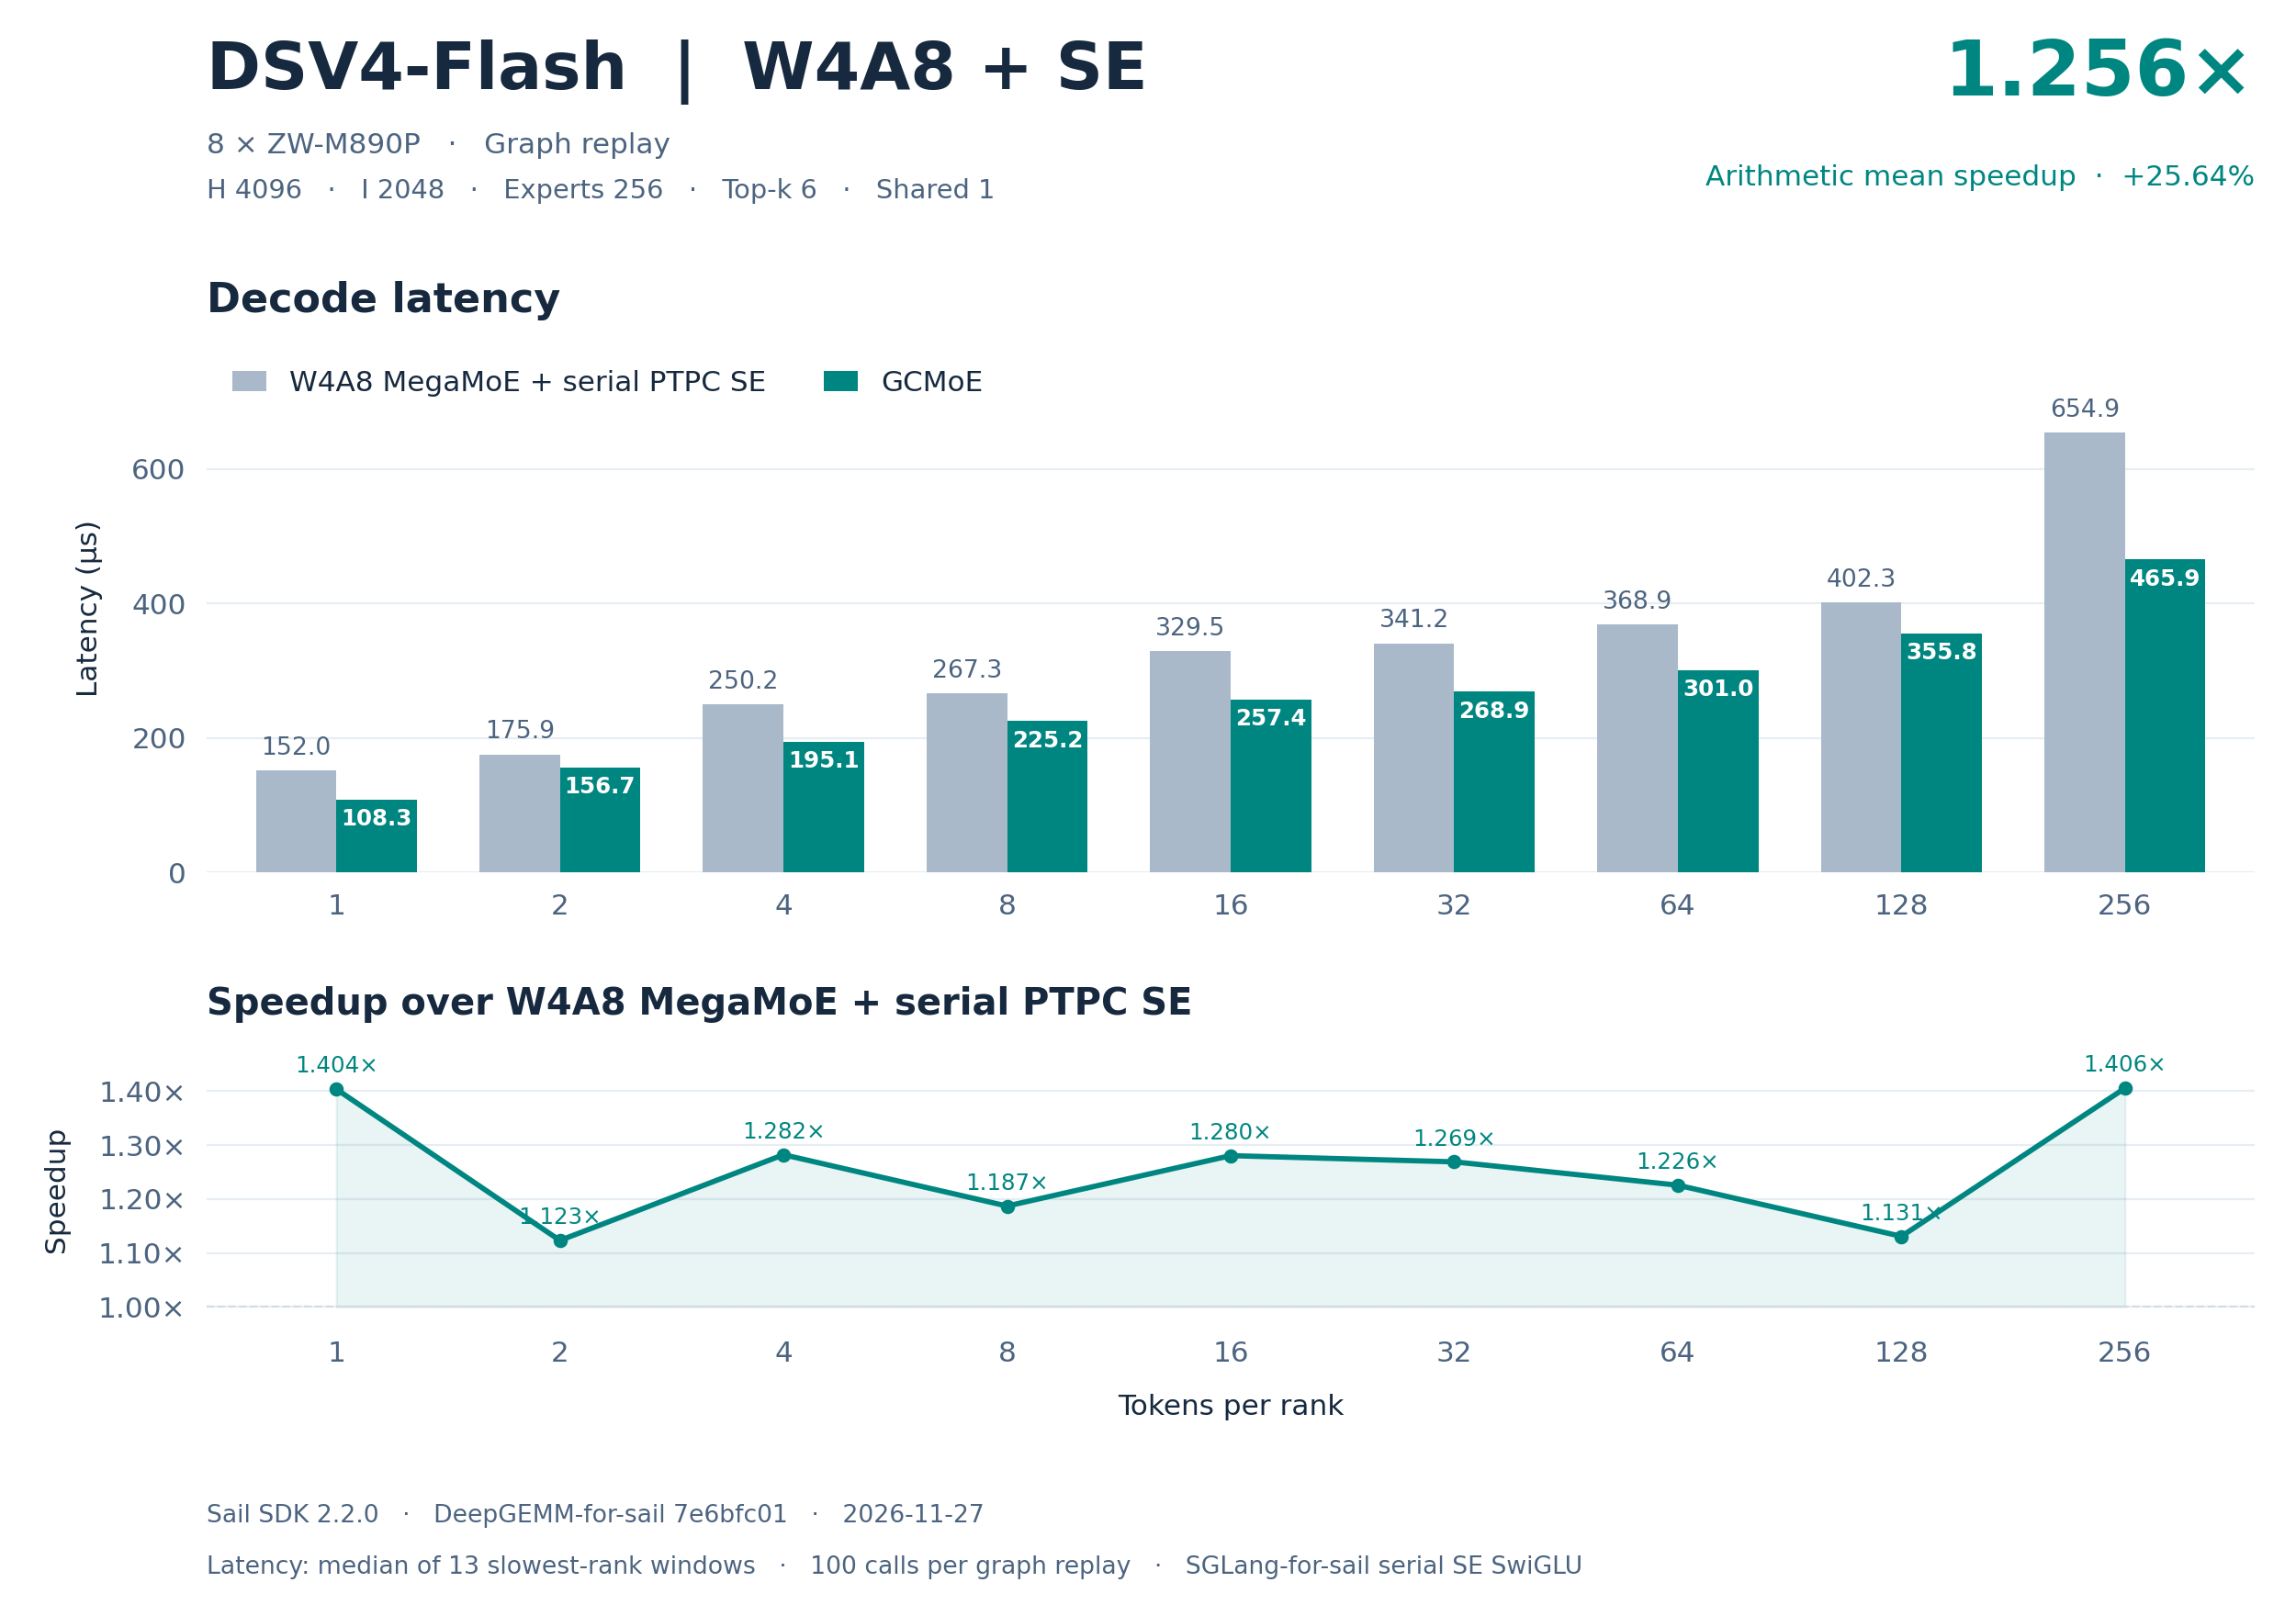 DSV4-Flash | W4A8 + SE
1.256×
8 × ZW-M890P · Graph replay
H 4096 · I 2048 · Experts 256 · Top-k 6 · Shared 1
Arithmetic mean speedup · +25.64%
Decode latency
W4A8 MegaMoE + serial PTPC SE
GCMoE
Latency (µs)
600
400
200
0
152.0
108.3
175.9
156.7
250.2
195.1
267.3
225.2
329.5
257.4
341.2
268.9
368.9
301.0
402.3
355.8
654.9
465.9
1 2 4 8 16 32 64 128 256
Speedup over W4A8 MegaMoE + serial PTPC SE
Speedup
1.40×
1.30×
1.20×
1.10×
1.00×
1.404×
1.123×
1.282×
1.187×
1.280×
1.269×
1.226×
1.131×
1.406×
1 2 4 8 16 32 64 128 256
Tokens per rank
Sail SDK 2.2.0 · DeepGEMM-for-sail 7e6bfc01 · 2026-11-27
Latency: median of 13 slowest-rank windows · 100 calls per graph replay · SGLang-for-sail serial SE SwiGLU